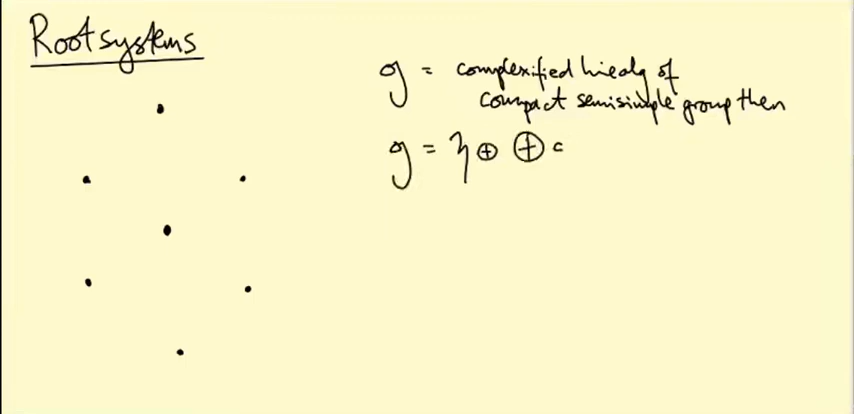 Root systems
g = complexified Lie alg of
compact semisimple group then
g = h ⊕ ⊕ c